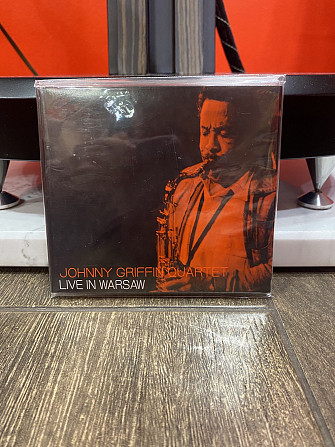 JOHNNY GRIFFIN QUARTET
LIVE IN WARSAW